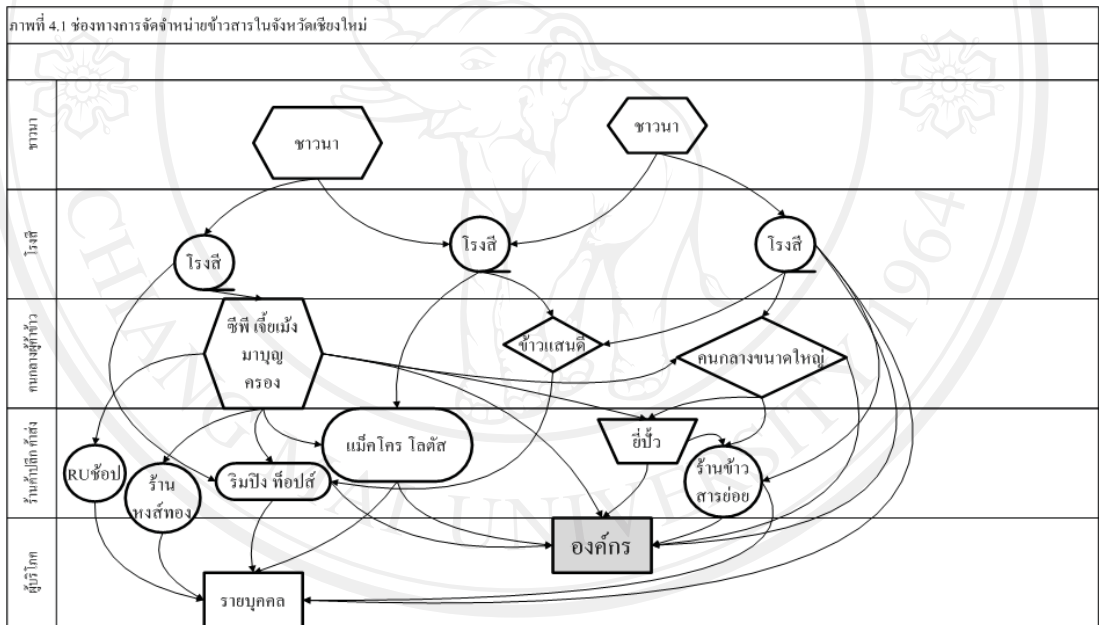 ภาพที่ 4.1 ช่องทางการจัดจำหน่ายข้าวสารในจังหวัดเชียงใหม่
ชาวนา
ชาวนา
ชาวนา
โรงสี
โรงสี
โรงสี
โรงสี
คนกลางผู้ค้าข้าว
ซีพี เจี้ยเม้ง
มาบุญ
ครอง
ข้าวแสนดี
คนกลางขนาดใหญ่
ร้านค้าปลีก ค้าส่ง
RUช้อป
ร้าน
หงส์ทอง
ริมปิง ท็อปส์
แม็คโคร โลตัส
ยี่ปั๊ว
ร้านข้าว
สารย่อย
ผู้บริโภค
รายบุคคล
องค์กร
CHIANG MAI UNIVERSITY 1964